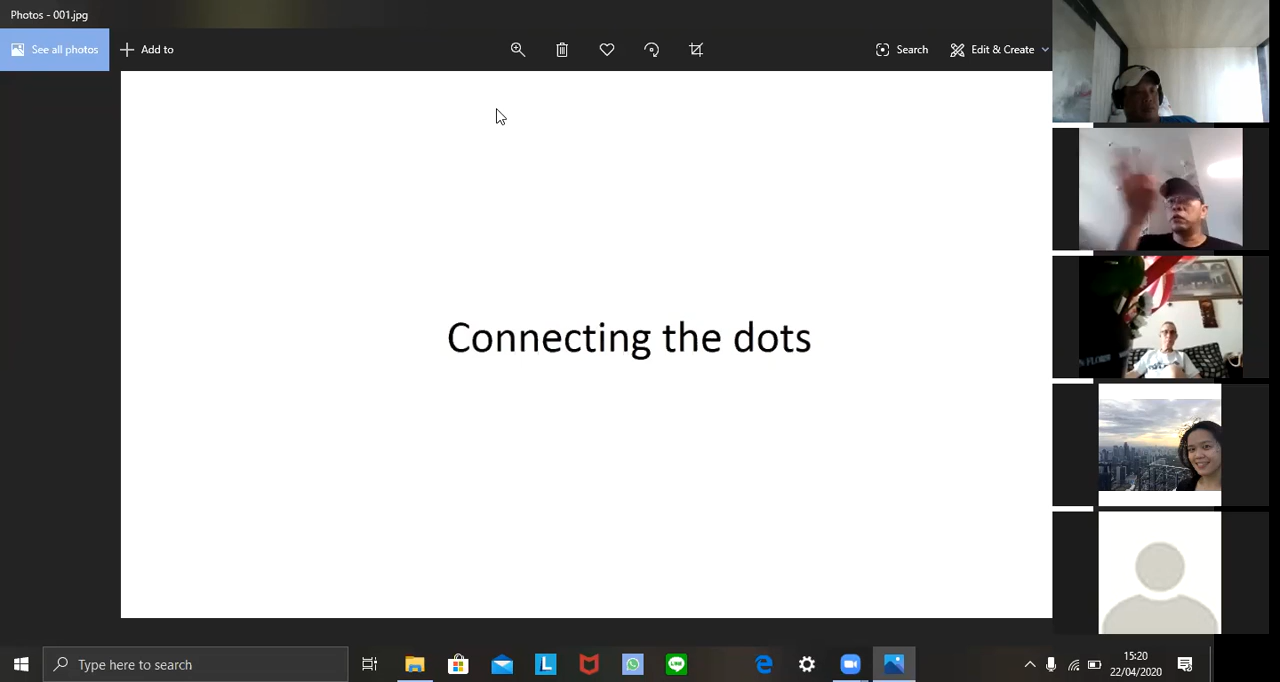 Photos - 001.jpg
See all photos
Add to
Search
Edit & Create
Connecting the dots
Type here to search
L
LINE
15:20
22/04/2020